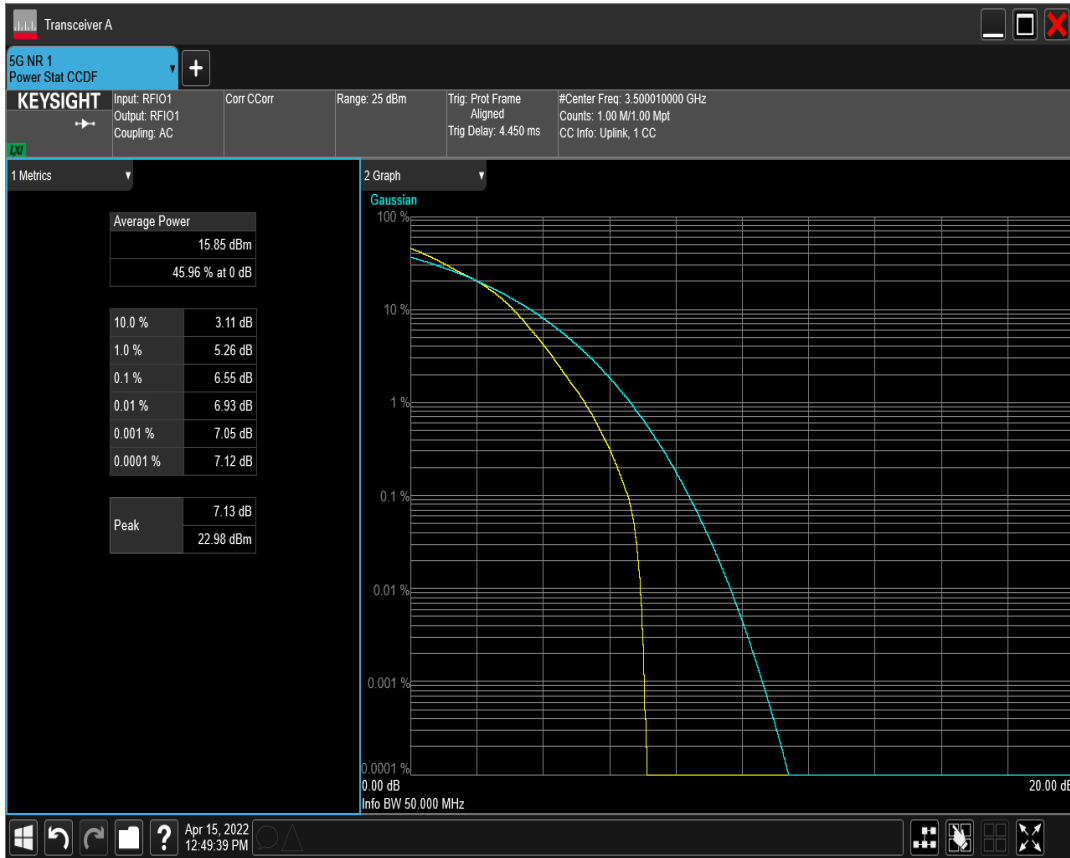 Transceiver A
5G NR 1
Power Stat CCDF
KEYSIGHT
LXI
Input: RFIO1
Output: RFIO1
Coupling: AC
Corr CCorr
Range: 25 dBm
Trig: Prot Frame
Aligned
Trig Delay: 4.450 ms
#Center Freq: 3.500010000 GHz
Counts: 1.00 M/1.00 Mpt
CC Info: Uplink, 1 CC
1 Metrics
Average Power
15.85 dBm
45.96 % at 0 dB
10.0 % 3.11 dB
1.0 % 5.26 dB
0.1 % 6.55 dB
0.01 % 6.93 dB
0.001 % 7.05 dB
0.0001 % 7.12 dB
Peak
7.13 dB
22.98 dBm
2 Graph
Gaussian
100 %
10 %
1 %
0.1 %
0.01 %
0.001 %
0.0001 %
0.00 dB 20.00 dB
Info BW 50.000 MHz
? Apr 15, 2022
12:49:39 PM